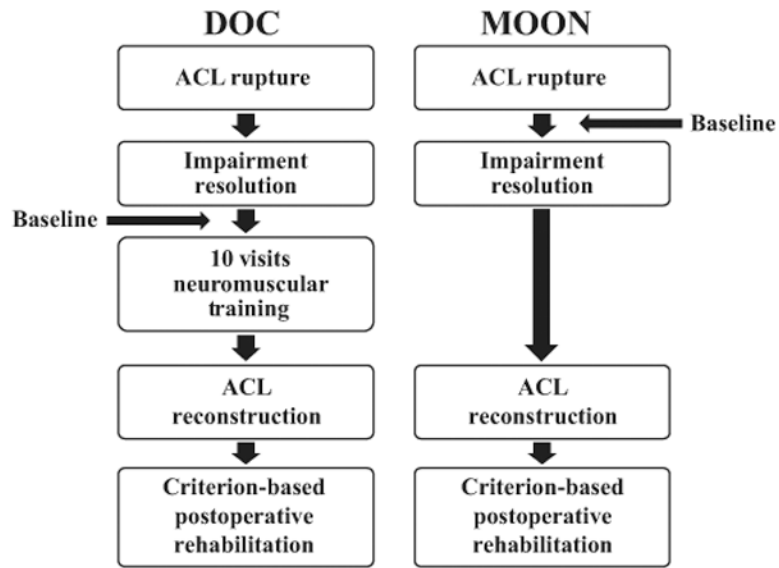 DOC
ACL rupture
Impairment
resolution
Baseline
10 visits
neuromuscular
training
ACL
reconstruction
Criterion-based
postoperative
rehabilitation
MOON
ACL rupture
Baseline
Impairment
resolution
ACL
reconstruction
Criterion-based
postoperative
rehabilitation